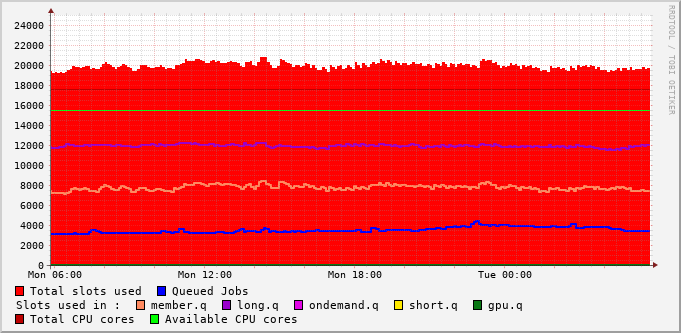 RRDTOOL / TOBI OETIKER
24000
22000
20000
18000
16000
14000
12000
10000
8000
6000
4000
2000
0
Mon 06:00 Mon 12:00 Mon 18:00 Tue 00:00
Total slots used Queued Jobs
Slots used in : member.q long.q ondemand.q short.q gpu.q
Total CPU cores Available CPU cores